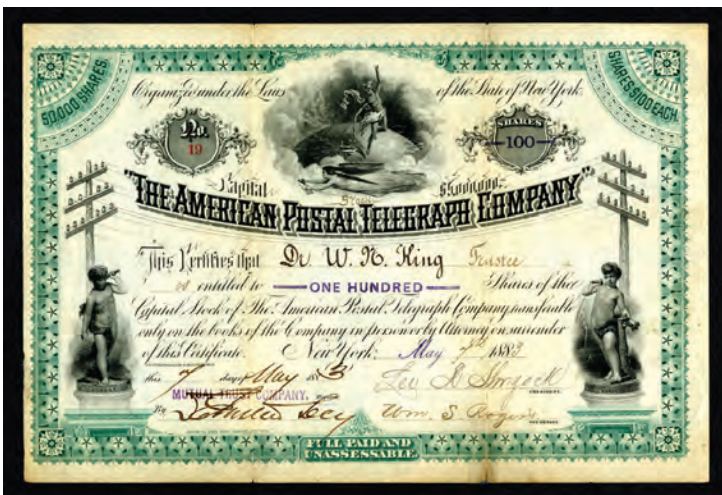 Organized under the Laws of the State of New York.
50,000 SHARES.
SHARES $100 EACH.
No. 19
SHARES 100
Capital Stock $5,000,000.
"THE AMERICAN POSTAL TELEGRAPH COMPANY"
This Certifies that Dr. W. N. King Trustee
is entitled to ONE HUNDRED Shares of the
Capital Stock of The American Postal Telegraph Company, transferable
only on the books of the Company in person or by Attorney on surrender
of this Certificate. New York, May 7th 1883
this 7 day of May 1883
MUTUAL TRUST COMPANY,
By Secy
Wm. S. Rogers
FULL PAID AND
UNASSESSABLE.